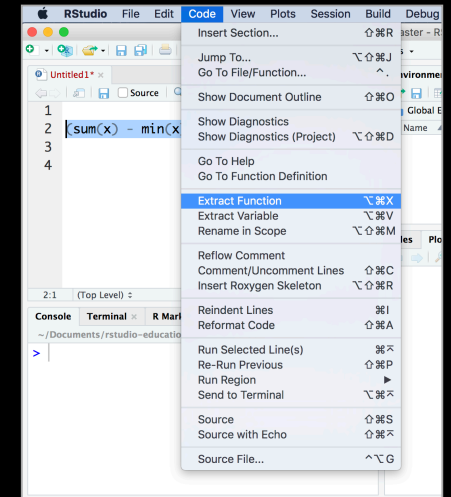 RStudio File Edit Code View Plots Session Build Debug
Insert Section... ⇧⌘R
Jump To... ⌥⇧⌘J
Go To File/Function... ^.
Show Document Outline ⇧⌘O
Show Diagnostics
Show Diagnostics (Project) ⌥⇧⌘D
Go To Help
Go To Function Definition
Extract Function ⌥⌘X
Extract Variable ⌥⌘V
Rename in Scope ⌥⇧⌘M
Reflow Comment
Comment/Uncomment Lines ⇧⌘C
Insert Roxygen Skeleton ⌥⇧⌘R
Reindent Lines ⌘I
Reformat Code ⇧⌘A
Run Selected Line(s) ⌘⌅
Re-Run Previous ⇧⌘P
Run Region ▶
Send to Terminal ⌥⌘⌅
Source ⇧⌘S
Source with Echo ⇧⌘⌅
Source File... ^⌥G
aster - R
Untitled1* ×
Source
1
2 (sum(x) - min(x
3
4
2:1 (Top Level)
Console Terminal × R Mar
~/Documents/rstudio-educatio
>
vironme
Global E
Name
les Plo